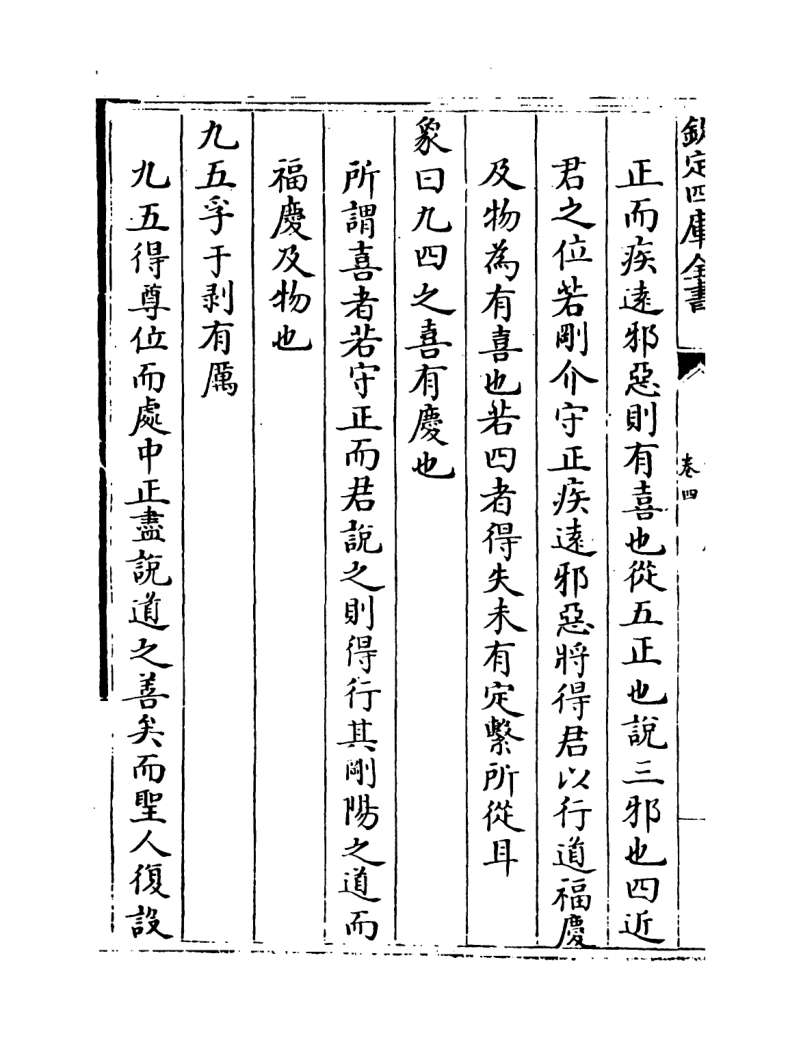 欽定四庫全書
卷四
正而疾遠邪惡則有喜也從五正也說三邪也四近
君之位若剛介守正疾遠邪惡將得君以行道福慶
及物為有喜也若四者得失未有定繫所從耳
象曰九四之喜有慶也
所謂喜者若守正而君說之則得行其剛陽之道而
福慶及物也
九五孚于剥有厲
九五得尊位而處中正盡說道之善矣而聖人復設